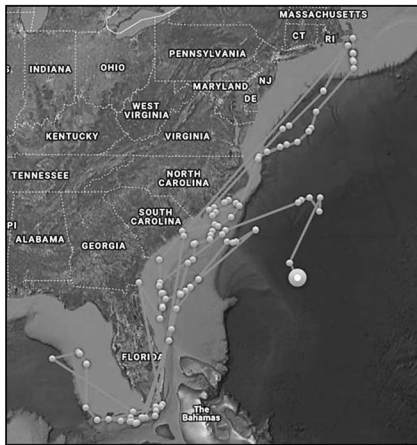 MASSACHUSETTS
CT
RI
PENNSYLVANIA
INDIANA
OHIO
NJ
MARYLAND
DE
WEST
VIRGINIA
KENTUCKY
VIRGINIA
TENNESSEE
NORTH
CAROLINA
SOUTH
CAROLINA
PI
ALABAMA
GEORGIA
FLORIDA
The
Bahamas